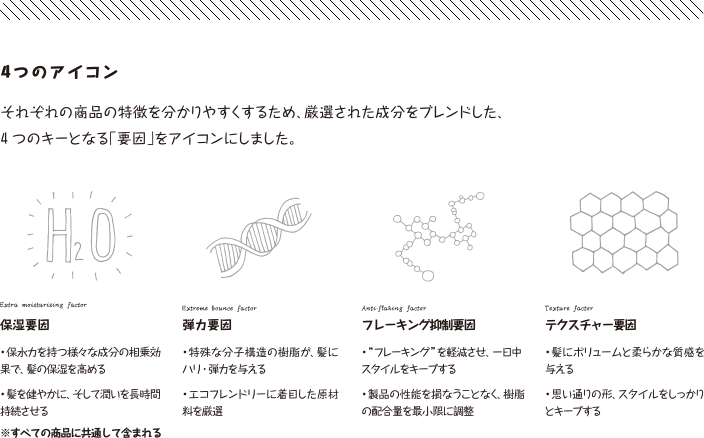 4つのアイコン
それぞれの商品の特徴を分かりやすくするため、厳選された成分をブレンドした、
4つのキーとなる「要因」をアイコンにしました。
H2O
Extra moisturizing factor
保湿要因
・保水力を持つ様々な成分の相乗効
果で、髪の保湿を高める
・髪を健やかに、そして潤いを長時間
持続させる
※すべての商品に共通して含まれる
Extreme bounce factor
弾力要因
・特殊な分子構造の樹脂が、髪に
ハリ・弾力を与える
・エコフレンドリーに着目した原材
料を厳選
Anti flaking factor
フレーキング抑制要因
・“フレーキング”を軽減させ、一日中
スタイルをキープする
・製品の性能を損なうことなく、樹脂
の配合量を最小限に調整
Texture factor
テクスチャー要因
・髪にボリュームと柔らかな質感を
与える
・思い通りの形、スタイルをしっかり
とキープする